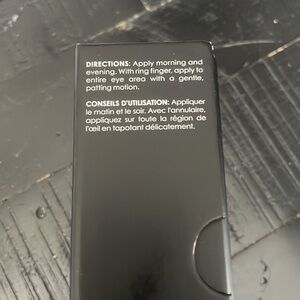 DIRECTIONS: Apply morning and
evening. With ring finger, apply to
entire eye area with a gentle,
patting motion.
CONSEILS D'UTILISATION: Appliquer
le matin et le soir. Avec l'annulaire,
appliquez sur toute la région de
l'œil en tapotant délicatement.